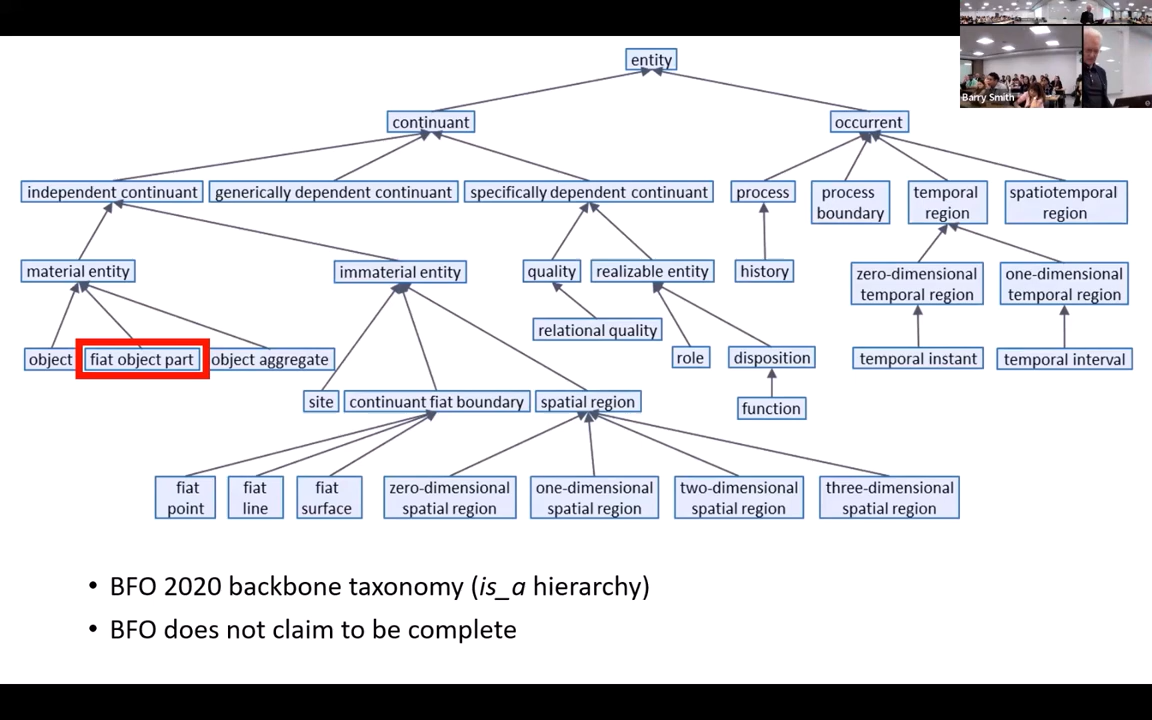 Barry Smith
entity
continuant
occurrent
independent continuant
generically dependent continuant
specifically dependent continuant
process
process
boundary
temporal
region
spatiotemporal
region
material entity
immaterial entity
quality
realizable entity
history
zero-dimensional
temporal region
one-dimensional
temporal region
relational quality
object
fiat object part
object aggregate
role
disposition
temporal instant
temporal interval
site
continuant fiat boundary
spatial region
function
fiat
point
fiat
line
fiat
surface
zero-dimensional
spatial region
one-dimensional
spatial region
two-dimensional
spatial region
three-dimensional
spatial region
• BFO 2020 backbone taxonomy (is_a hierarchy)
• BFO does not claim to be complete